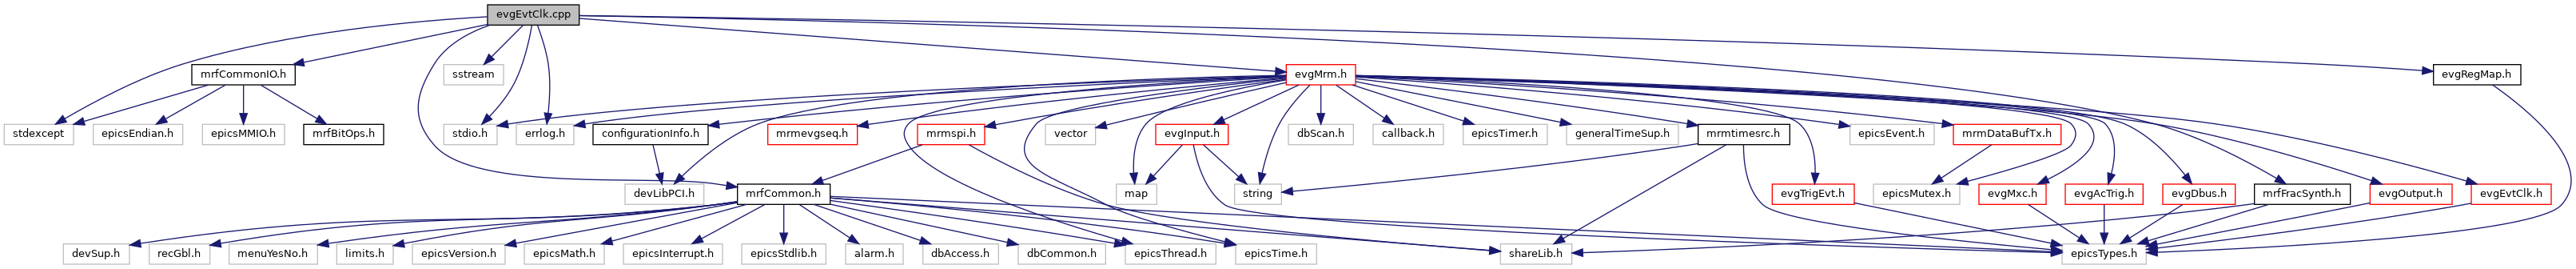 evgEvtClk.cpp
mrfCommonIO.h
sstream
evgMrm.h
evgRegMap.h
stdexcept
epicsEndian.h
epicsMMIO.h
mrfBitOps.h
stdio.h
errlog.h
configurationInfo.h
mrmevgseq.h
mrmspi.h
vector
evgInput.h
dbScan.h
callback.h
epicsTimer.h
generalTimeSup.h
mrmtimesrc.h
epicsEvent.h
mrmDataBufTx.h
devLibPCI.h
mrfCommon.h
map
string
evgTrigEvt.h
epicsMutex.h
evgMxc.h
evgAcTrig.h
evgDbus.h
mrfFracSynth.h
evgOutput.h
evgEvtClk.h
devSup.h
recGbl.h
menuYesNo.h
limits.h
epicsVersion.h
epicsMath.h
epicsInterrupt.h
epicsStdlib.h
alarm.h
dbAccess.h
dbCommon.h
epicsThread.h
epicsTime.h
shareLib.h
epicsTypes.h